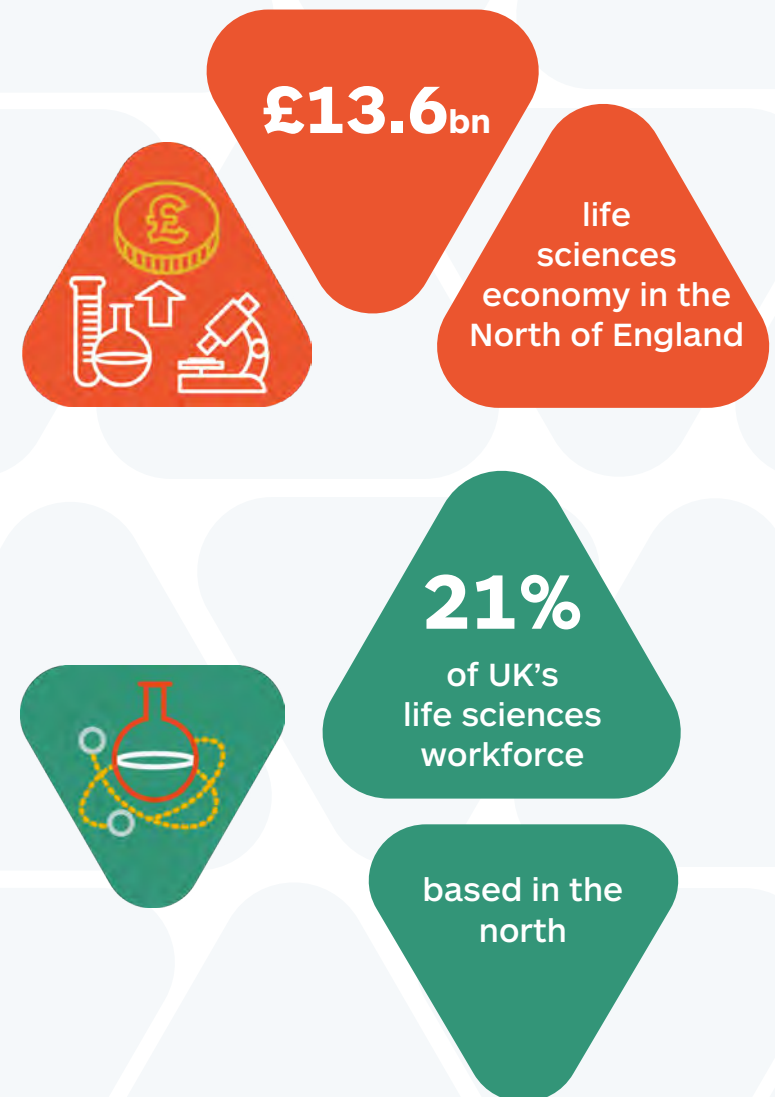 £13.6bn
life
sciences
economy in the
North of England
£
21%
of UK’s
life sciences
workforce
based in the
north